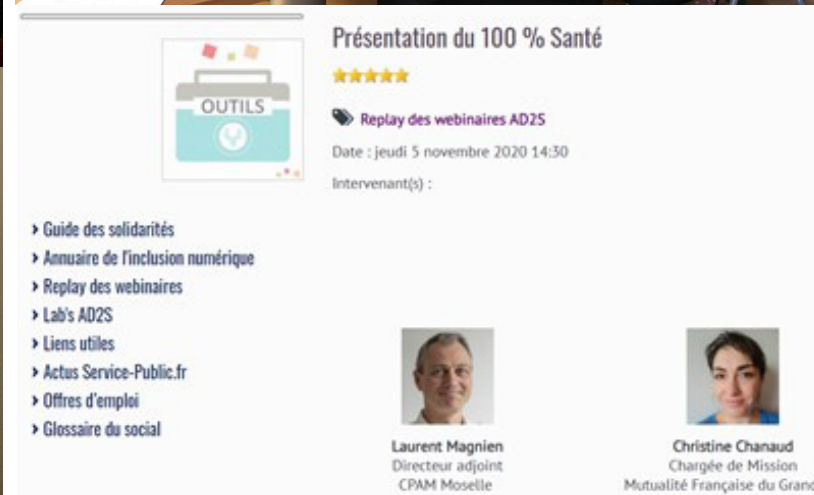 Présentation du 100 % Santé
OUTILS
Replay des webinaires AD2S
Date : jeudi 5 novembre 2020 14:30
Intervenant(s) :
› Guide des solidarités
› Annuaire de l'inclusion numérique
› Replay des webinaires
› Lab's AD2S
› Liens utiles
› Actus Service-Public.fr
› Offres d'emploi
› Glossaire du social
Laurent Magnien
Directeur adjoint
CPAM Moselle
Christine Chanaud
Chargée de Mission
Mutualité Française du Grand